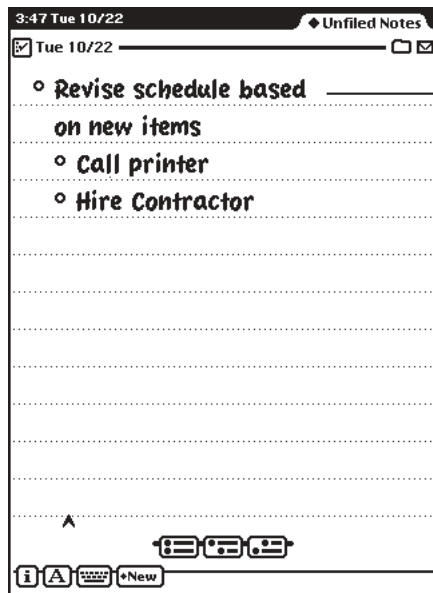 3:47 Tue 10/22
◆Unfiled Notes
Tue 10/22
Revise schedule based
on new items
Call printer
Hire Contractor
i A ◆New